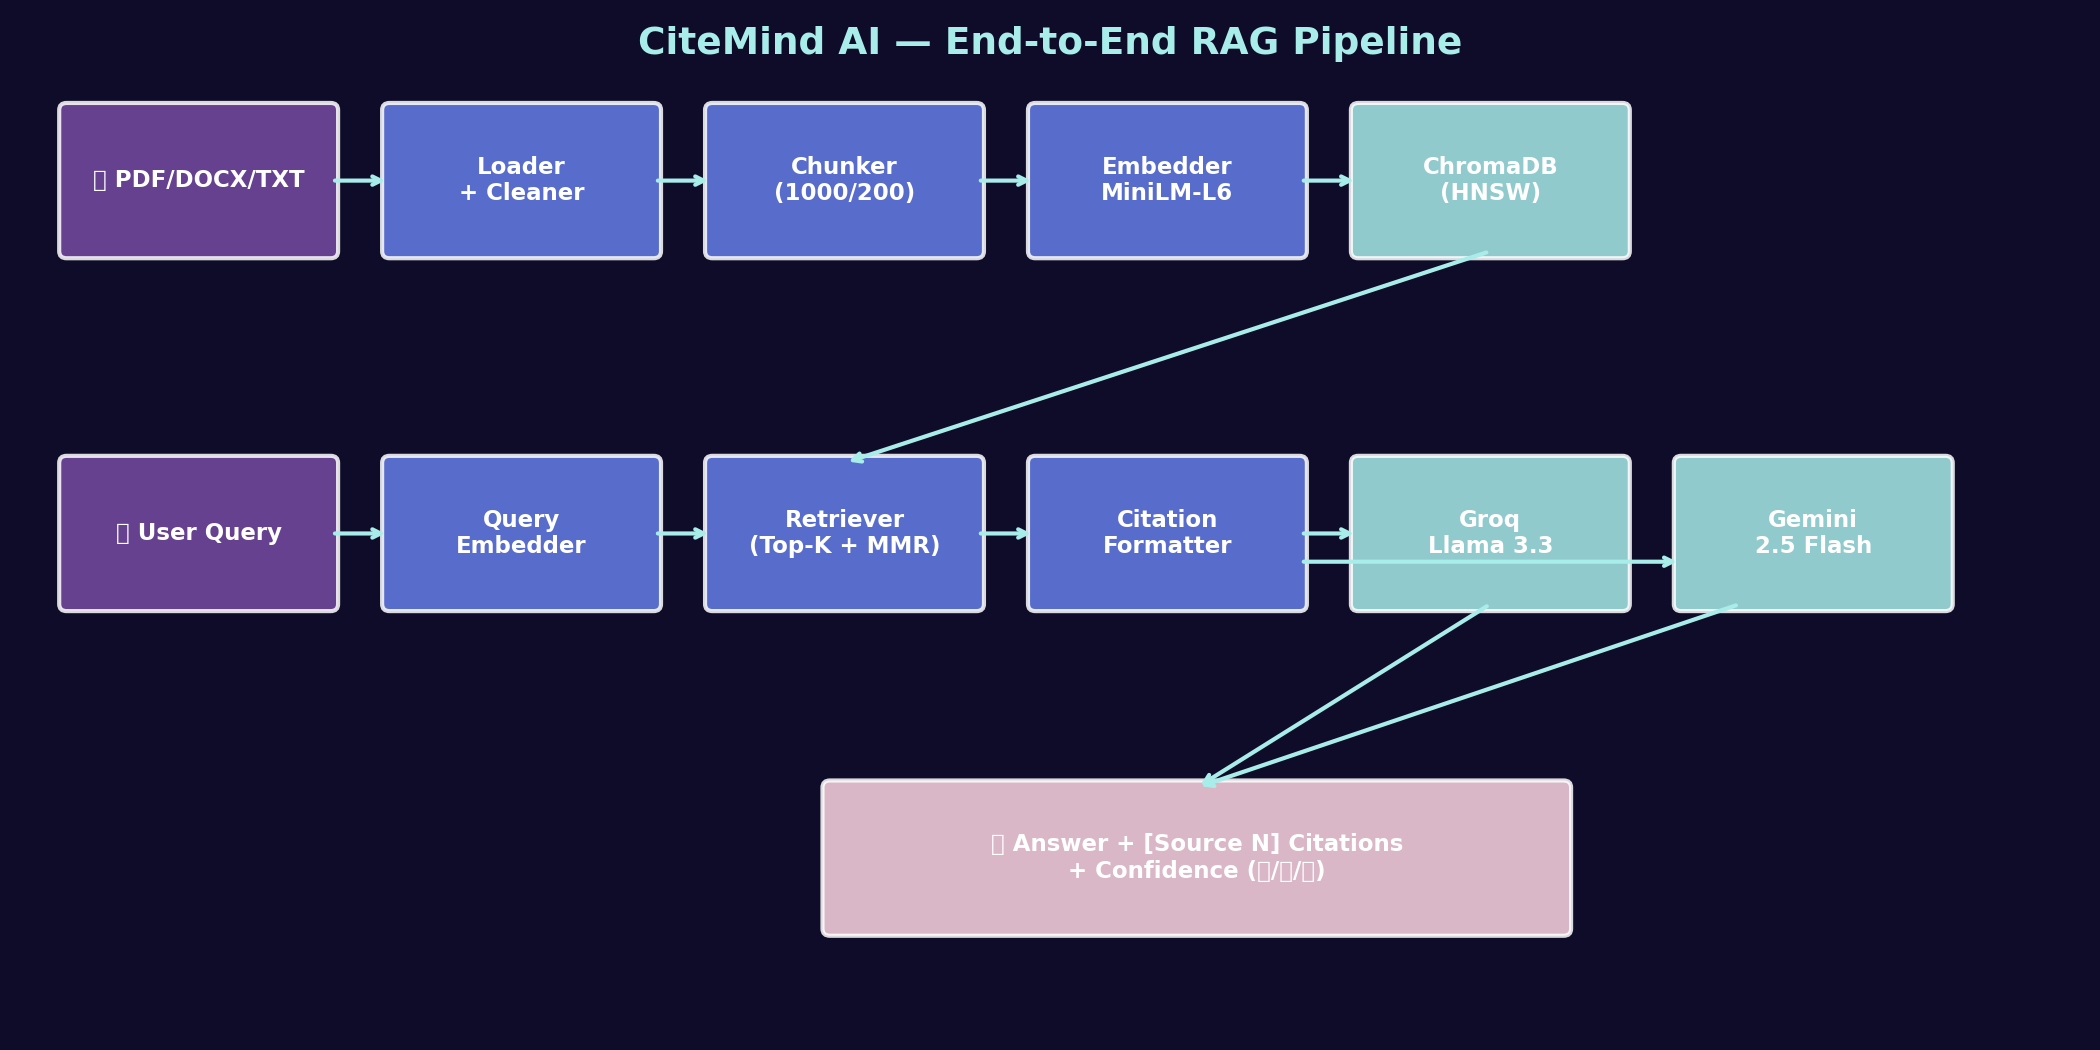 CiteMind AI — End-to-End RAG Pipeline
PDF/DOCX/TXT
Loader
+ Cleaner
Chunker
(1000/200)
Embedder
MiniLM-L6
ChromaDB
(HNSW)
User Query
Query
Embedder
Retriever
(Top-K + MMR)
Citation
Formatter
Groq
Llama 3.3
Gemini
2.5 Flash
Answer + [Source N] Citations
+ Confidence (▯/▯/▯)